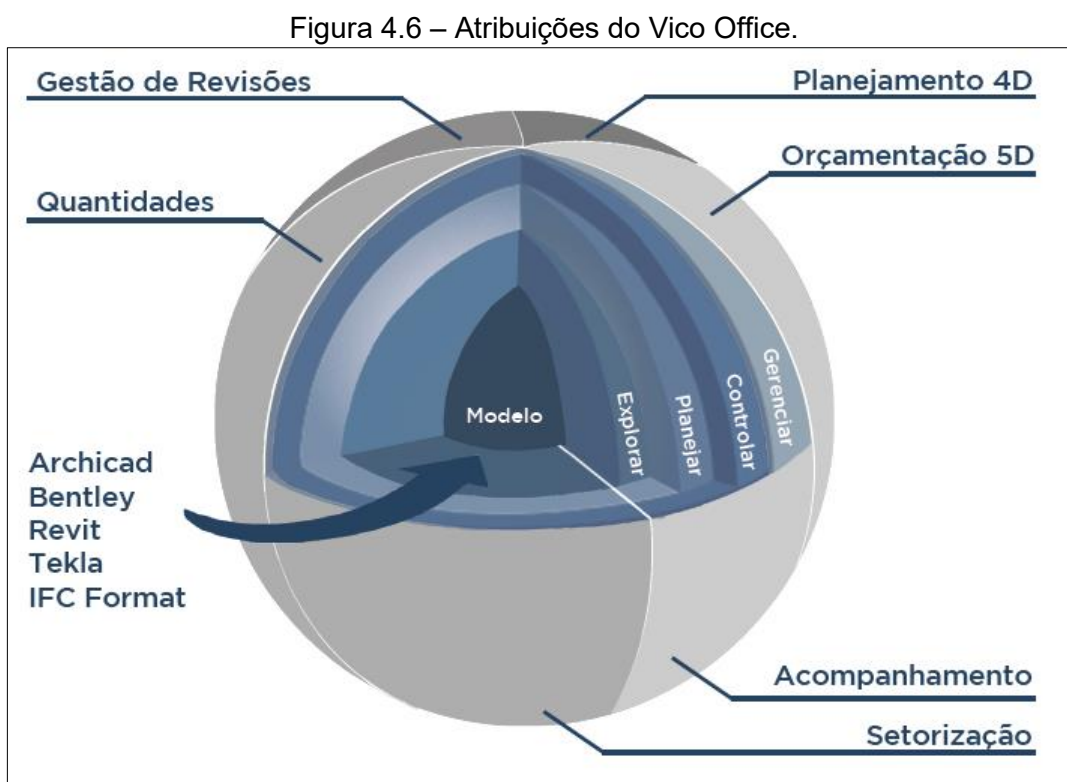 Figura 4.6 – Atribuições do Vico Office.
Gestão de Revisões
Planejamento 4D
Orçamentação 5D
Quantidades
Modelo
Explorar
Planejar
Controlar
Gerenciar
Archicad
Bentley
Revit
Tekla
IFC Format
Acompanhamento
Setorização